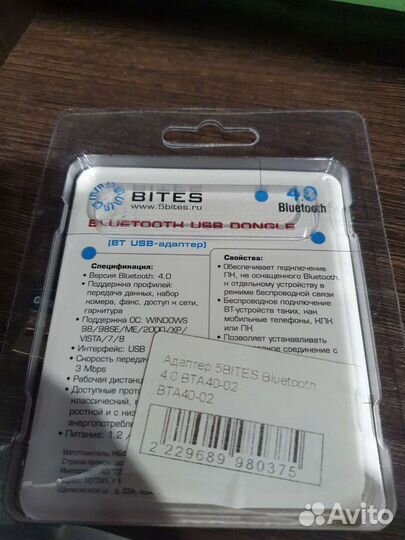 5BITES
www.5bites.ru
4.0
Bluetooth
BLUETOOTH USB DONGLE
(BT USB-адаптер)
Спецификация:
• Версия Bluetooth: 4.0
• Поддержка профилей:
передача данных, набор
номера, факс, доступ к сети,
гарнитура
• Поддержка ОС: WINDOWS
98/98SE/ME/2000/XP/
VISTA/7/8
• Интерфейс: USB
• Скорость передачи
3 Mbps
• Рабочая дистанц
• Доступные прото
классический, в
ростной и с низ
энергопотребле
• Питание: 1.2 /
Свойства:
• Обеспечивает подключение
ПК, не оснащенного Bluetooth,
к отдельному устройству в
режиме беспроводной связи
• Беспроводное подключение
BT-устройств таких, как
мобильные телефоны, КПК
или ПК
• Позволяет устанавливать
соединение с
Адаптер 5BITES Bluetooth
4.0 BTA40-02
BTA40-02
2 229689 980375
Avito